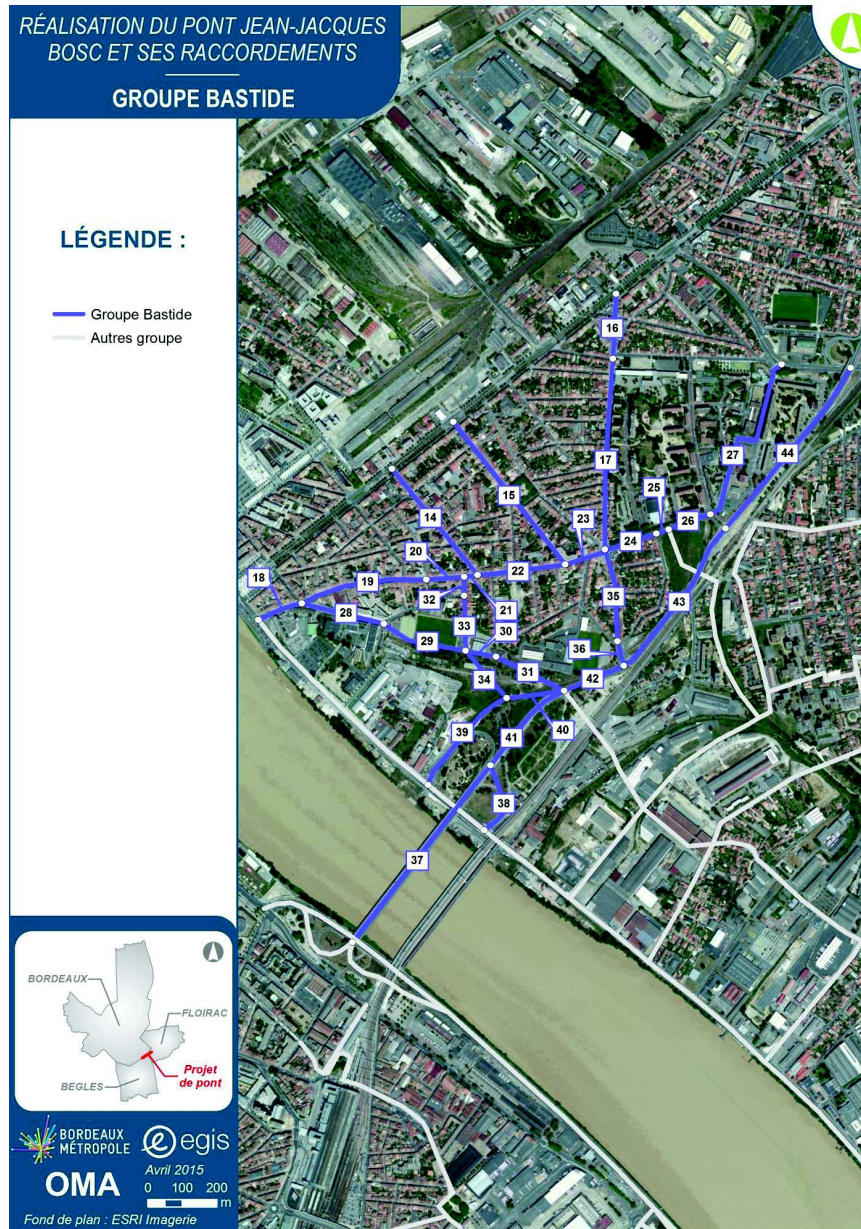 RÉALISATION DU PONT JEAN-JACQUES
BOSC ET SES RACCORDEMENTS
GROUPE BASTIDE
LÉGENDE :
Groupe Bastide
Autres groupe
16
17
27
44
15
25
14
23
26
24
20
22
18
19
21
32
43
28
35
33
30
29
36
31
42
34
40
39
41
38
37
BORDEAUX
FLOIRAC
Projet
de pont
BEGLES
BORDEAUX
MÉTROPOLE
egis
Avril 2015
OMA
0 100 200
m
Fond de plan : ESRI Imagerie